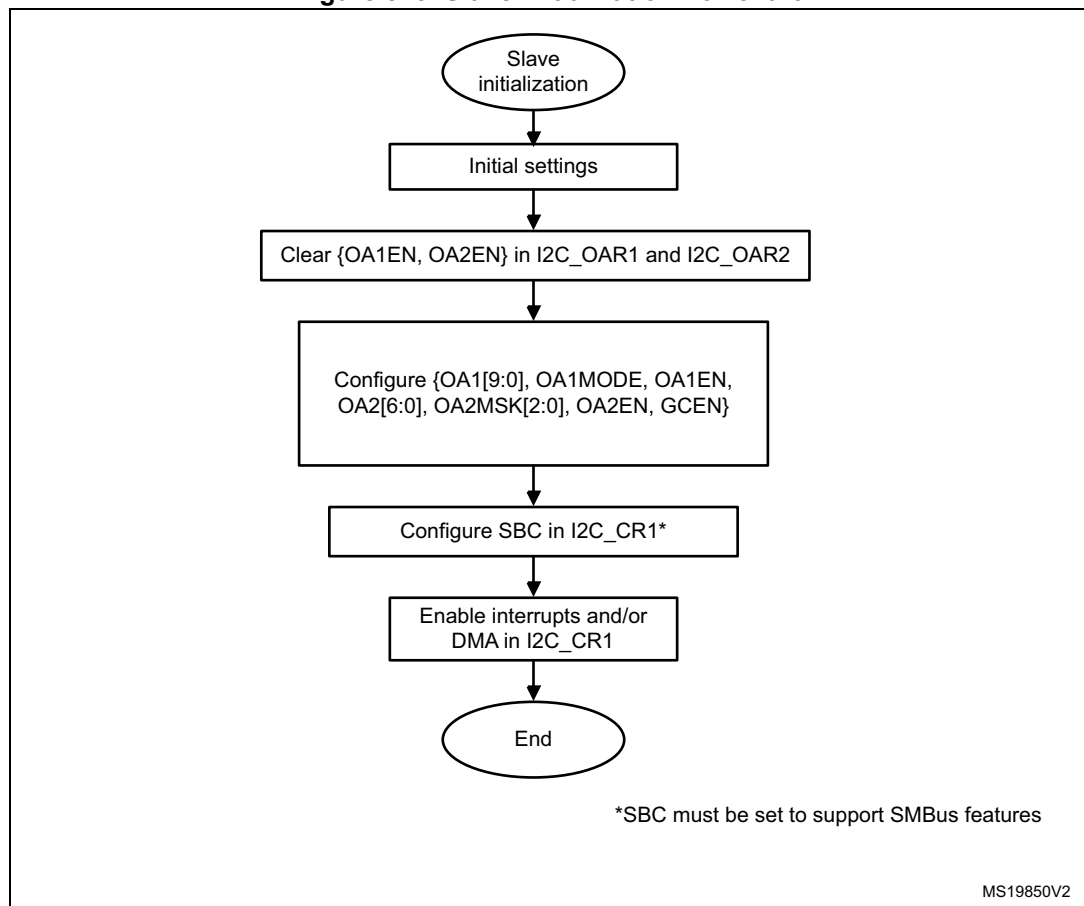 Slave
initialization
Initial settings
Clear {OA1EN, OA2EN} in I2C_OAR1 and I2C_OAR2
Configure {OA1[9:0], OA1MODE, OA1EN,
OA2[6:0], OA2MSK[2:0], OA2EN, GCEN}
Configure SBC in I2C_CR1*
Enable interrupts and/or
DMA in I2C_CR1
End
*SBC must be set to support SMBus features
MS19850V2